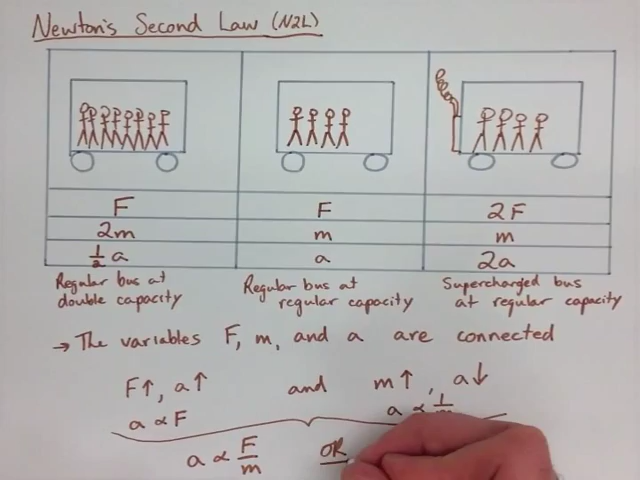 Newton's Second Law (N2L)
F F 2F
2m m m
½ a a 2a
Regular bus at double capacity
Regular bus at regular capacity
Supercharged bus at regular capacity
→ The variables F, m, and a are connected
F↑, a↑ and m↑, a↓
a ∝ F a ∝ 1/m
a ∝ F/m OR